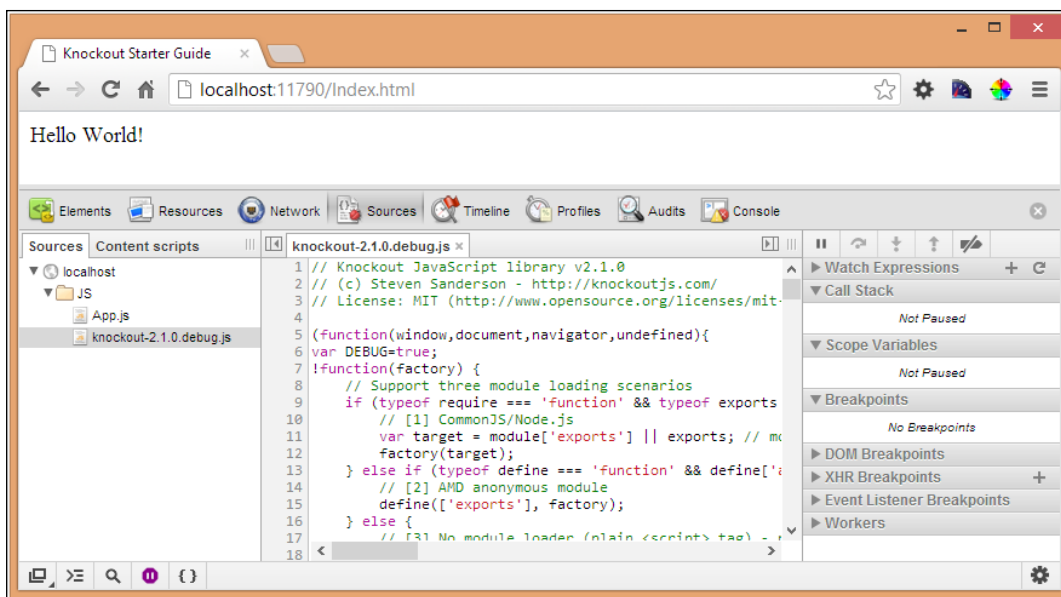 Knockout Starter Guide
localhost:11790/Index.html
Hello World!
Elements Resources Network Sources Timeline Profiles Audits Console
Sources Content scripts
localhost
JS
App.js
knockout-2.1.0.debug.js
knockout-2.1.0.debug.js
1 // Knockout JavaScript library v2.1.0
2 // (c) Steven Sanderson - http://knockoutjs.com/
3 // License: MIT (http://www.opensource.org/licenses/mit-
4
5 (function(window,document,navigator,undefined){
6 var DEBUG=true;
7 !function(factory) {
8 // Support three module loading scenarios
9 if (typeof require === 'function' && typeof exports
10 // [1] CommonJS/Node.js
11 var target = module['exports'] || exports; // mo
12 factory(target);
13 } else if (typeof define === 'function' && define['a
14 // [2] AMD anonymous module
15 define(['exports'], factory);
16 } else {
17 // [3] No module loader (plain <script> tag) -
18
Watch Expressions
Call Stack
Not Paused
Scope Variables
Not Paused
Breakpoints
No Breakpoints
DOM Breakpoints
XHR Breakpoints
Event Listener Breakpoints
Workers